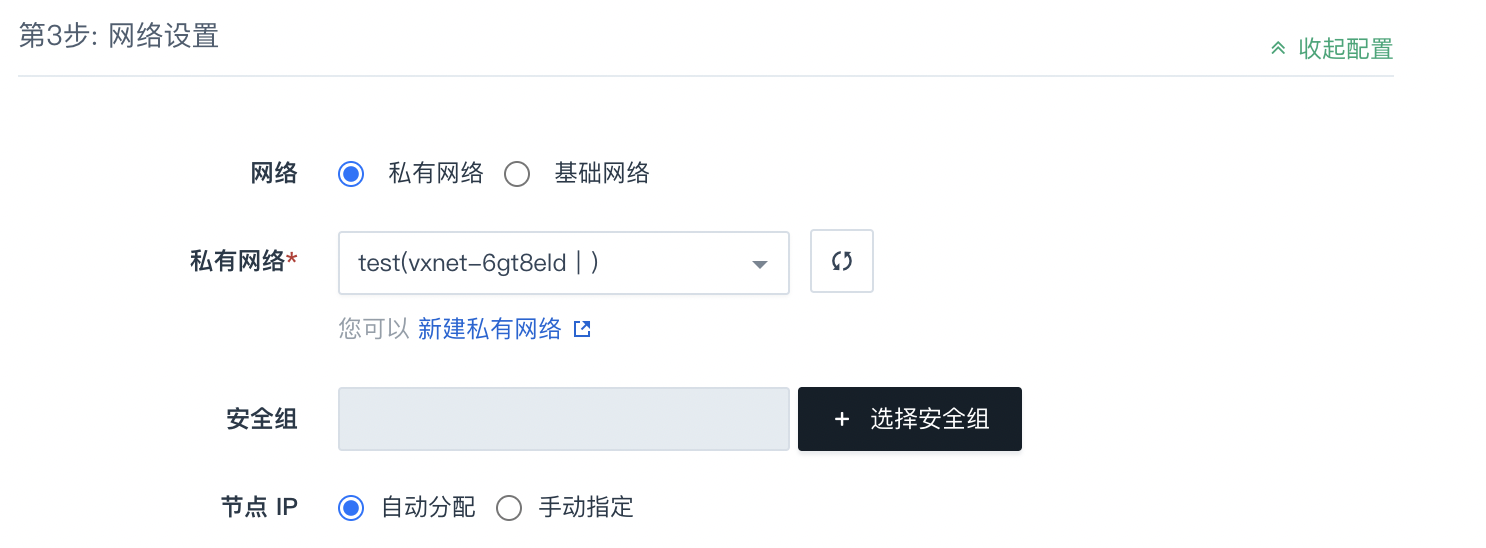 第3步: 网络设置
收起配置
网络 私有网络 基础网络
私有网络* test(vxnet-6gt8eld | )
您可以 新建私有网络
安全组 + 选择安全组
节点 IP 自动分配 手动指定